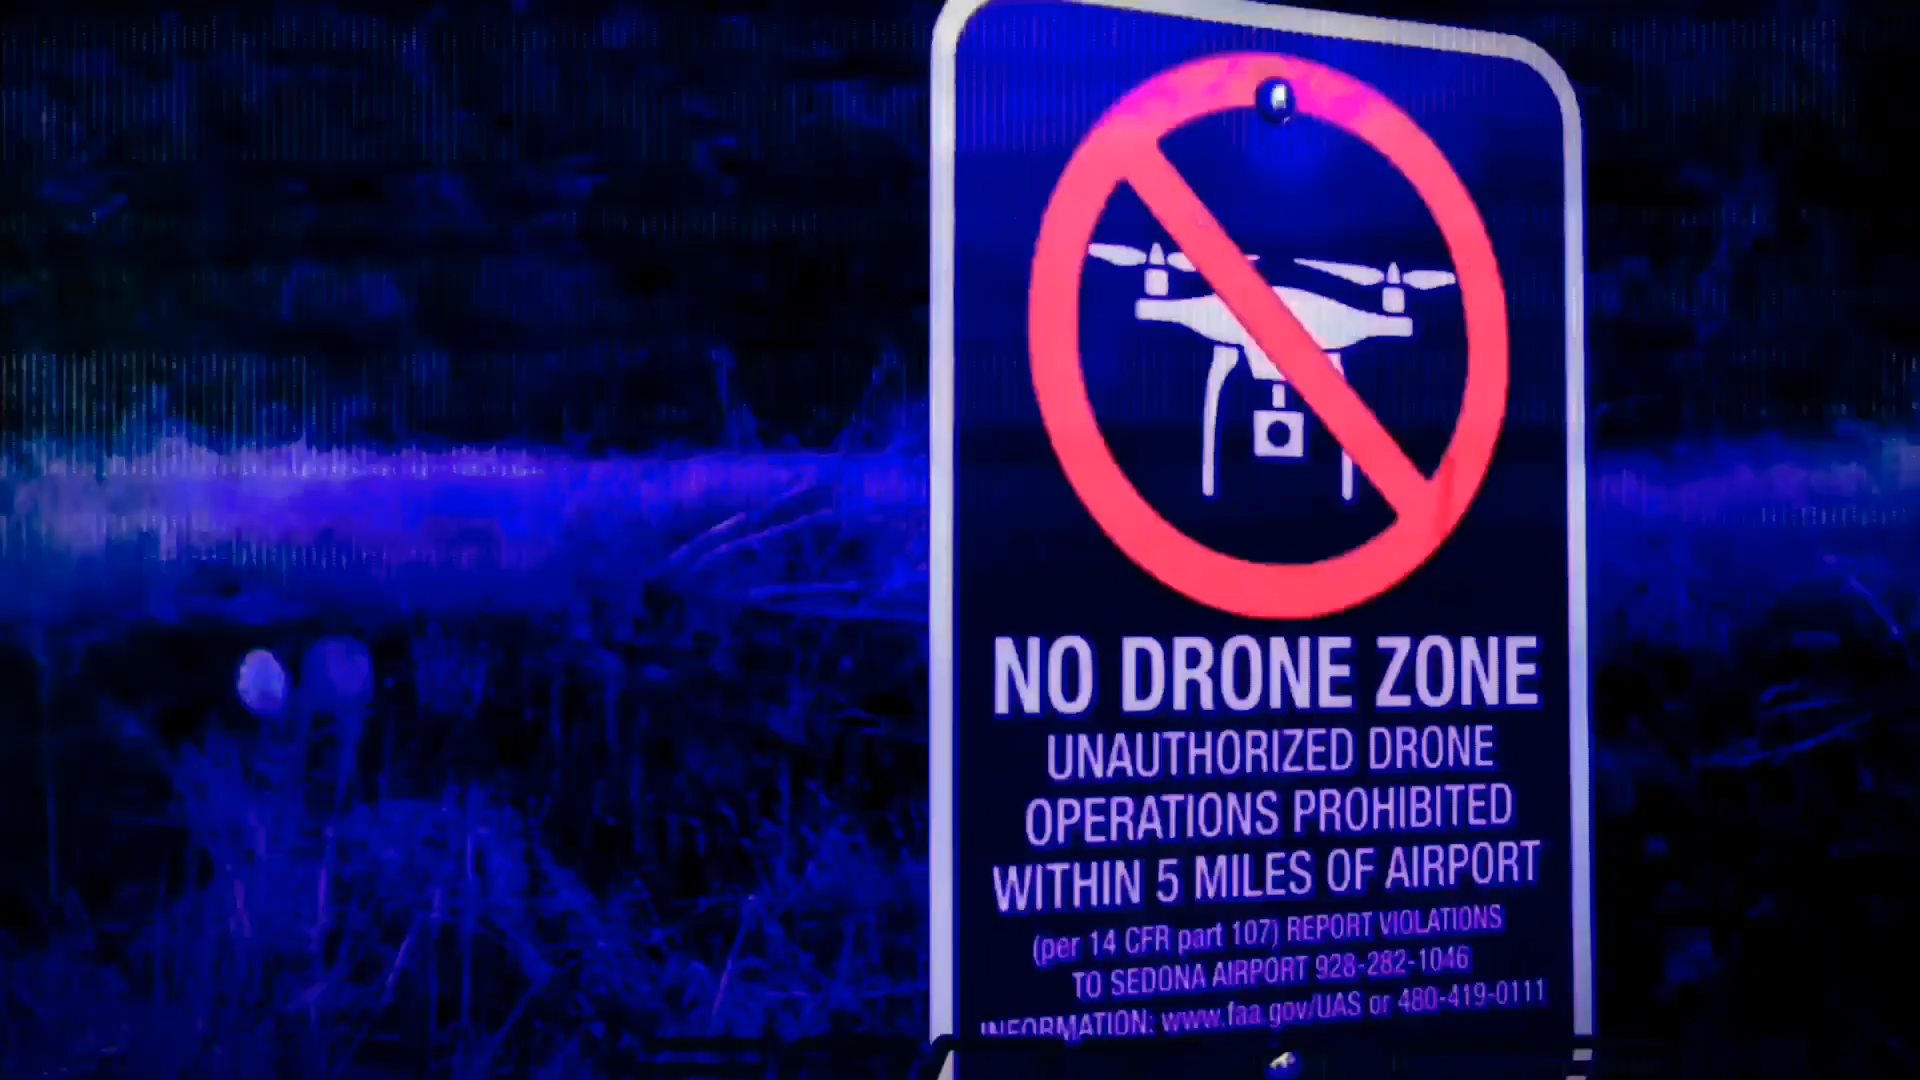 NO DRONE ZONE
UNAUTHORIZED DRONE
OPERATIONS PROHIBITED
WITHIN 5 MILES OF AIRPORT
(per 14 CFR part 107) REPORT VIOLATIONS
TO SEDONA AIRPORT 928-282-1046
INFORMATION: www.faa.gov/UAS or 480-419-0111